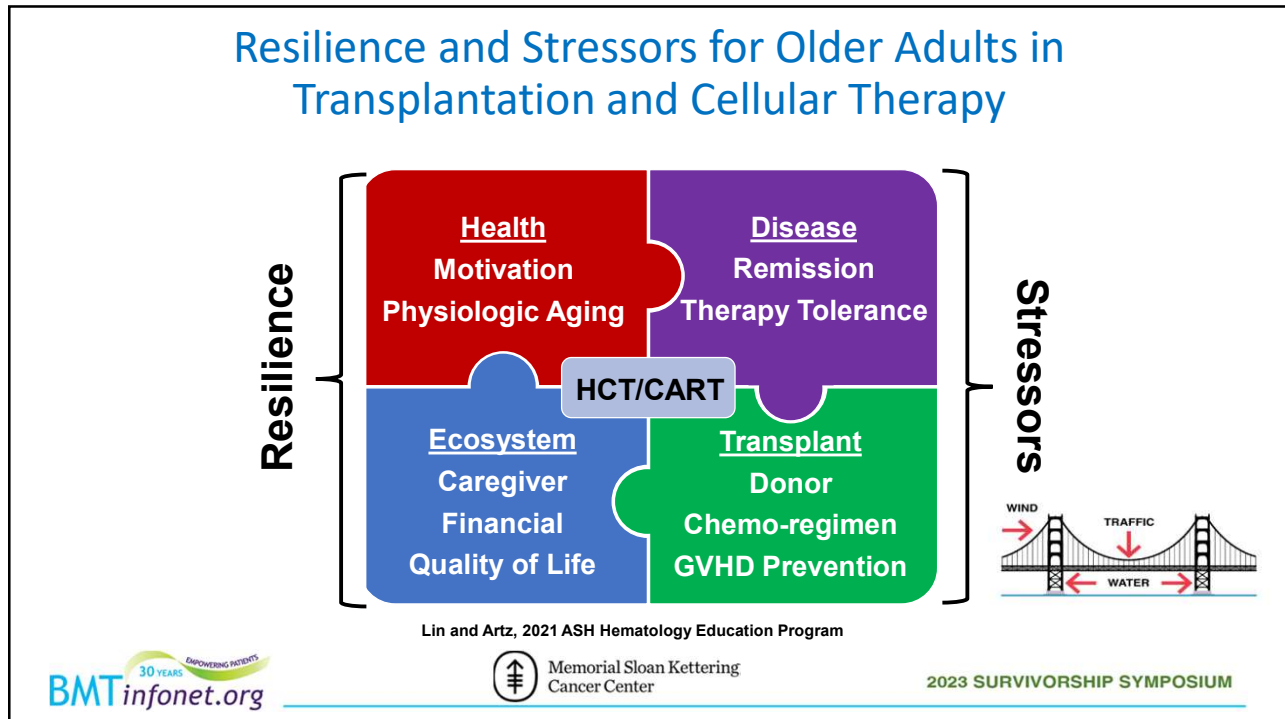 Resilience and Stressors for Older Adults in
Transplantation and Cellular Therapy
Resilience
Health
Motivation
Physiologic Aging
Disease
Remission
Therapy Tolerance
HCT/CART
Ecosystem
Caregiver
Financial
Quality of Life
Transplant
Donor
Chemo-regimen
GVHD Prevention
Stressors
WIND
TRAFFIC
WATER
Lin and Artz, 2021 ASH Hematology Education Program
30 YEARS
EMPOWERING PATIENTS
BMTinfonet.org
Memorial Sloan Kettering
Cancer Center
2023 SURVIVORSHIP SYMPOSIUM